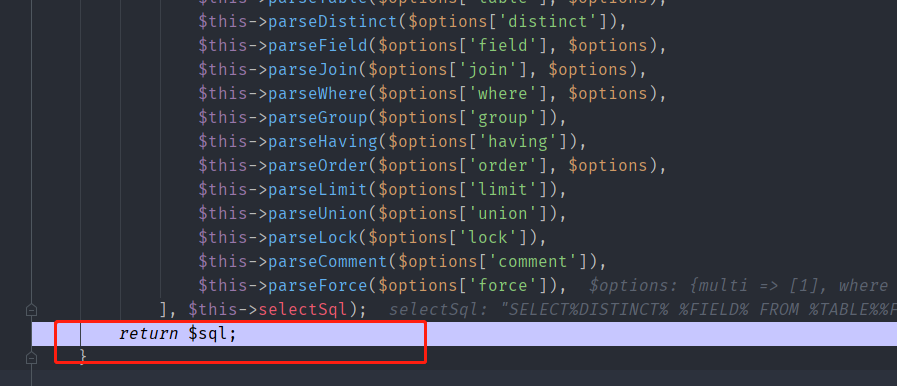 $this->parseTable($options['table'], $options),
$this->parseDistinct($options['distinct']),
$this->parseField($options['field'], $options),
$this->parseJoin($options['join'], $options),
$this->parseWhere($options['where'], $options),
$this->parseGroup($options['group']),
$this->parseHaving($options['having']),
$this->parseOrder($options['order'], $options),
$this->parseLimit($options['limit']),
$this->parseUnion($options['union']),
$this->parseLock($options['lock']),
$this->parseComment($options['comment']),
$this->parseForce($options['force']), $options: {multi => [1], where
], $this->selectSql); selectSql: "SELECT%DISTINCT% %FIELD% FROM %TABLE%%F
return $sql;
}